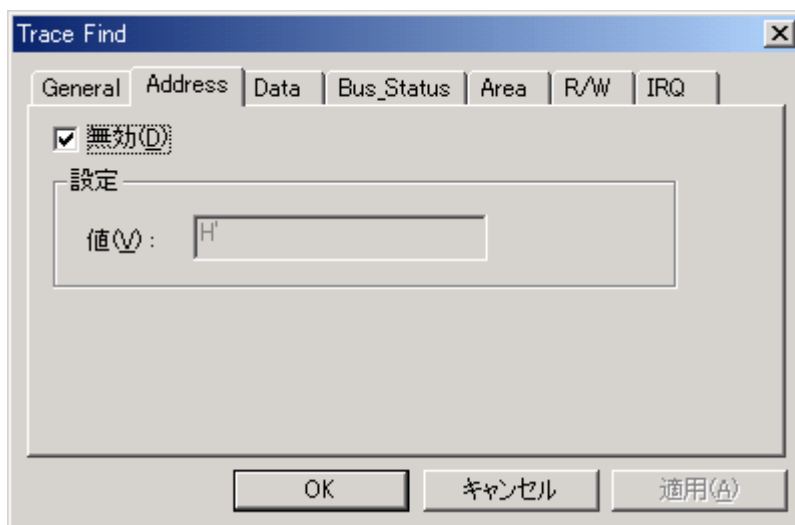 Trace Find
General Address Data Bus_Status Area R/W IRQ
無効(D)
設定
値(V) : H'
OK キャンセル 適用(A)